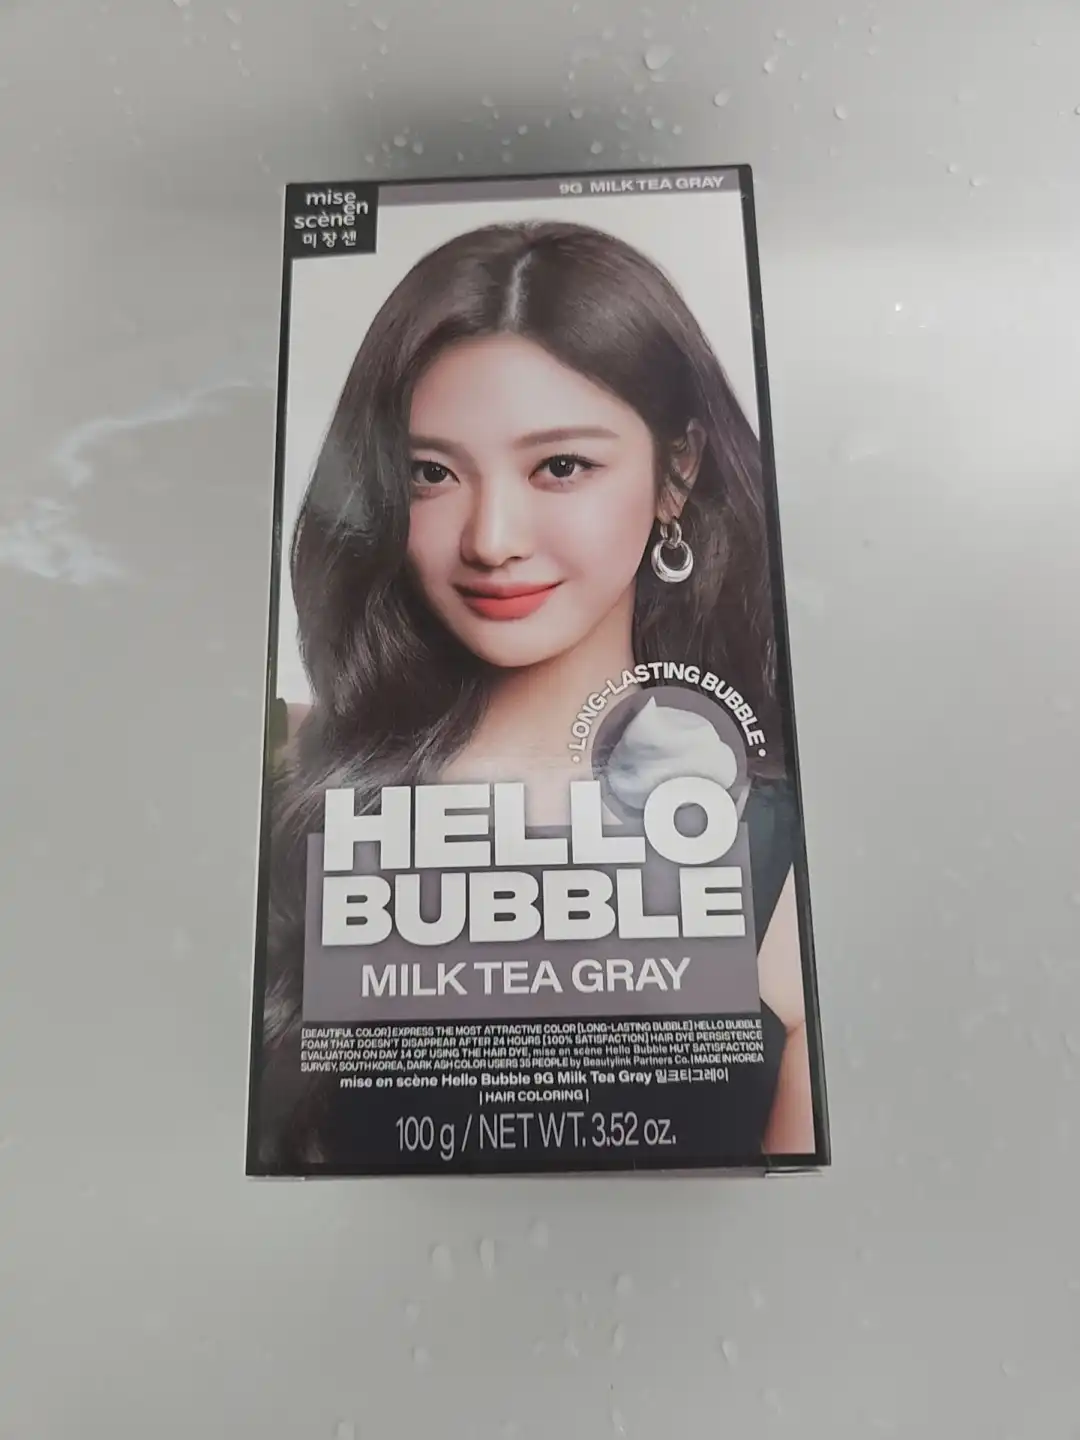 mise
en
scène
미쟝센
9G MILK TEA GRAY
• LONG-LASTING BUBBLE •
HELLO
BUBBLE
MILK TEA GRAY
[BEAUTIFUL COLOR] EXPRESS THE MOST ATTRACTIVE COLOR [LONG-LASTING BUBBLE] HELLO BUBBLE
FOAM THAT DOESN'T DISAPPEAR AFTER 24 HOURS [100% SATISFACTION] HAIR DYE PERSISTENCE
EVALUATION ON DAY 14 OF USING THE HAIR DYE, mise en scène Hello Bubble HUT SATISFACTION
SURVEY, SOUTH KOREA, DARK ASH COLOR USERS 35 PEOPLE by Beautylink Partners Co. | MADE IN KOREA
mise en scène Hello Bubble 9G Milk Tea Gray 밀크티그레이
| HAIR COLORING |
100 g / NET WT. 3.52 oz.